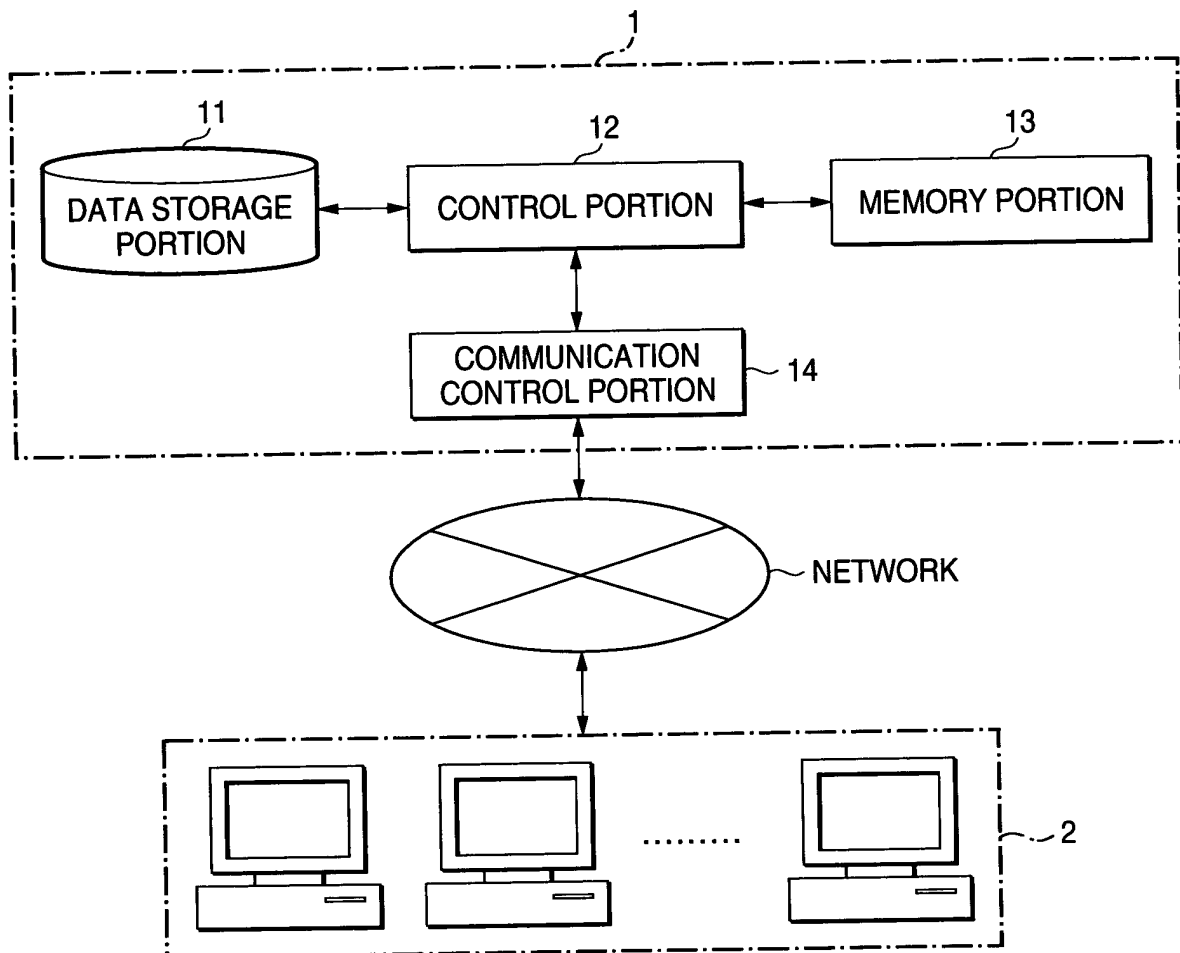 1
11
12
13
DATA STORAGE
PORTION
CONTROL PORTION
MEMORY PORTION
COMMUNICATION
CONTROL PORTION
14
NETWORK
.........
2